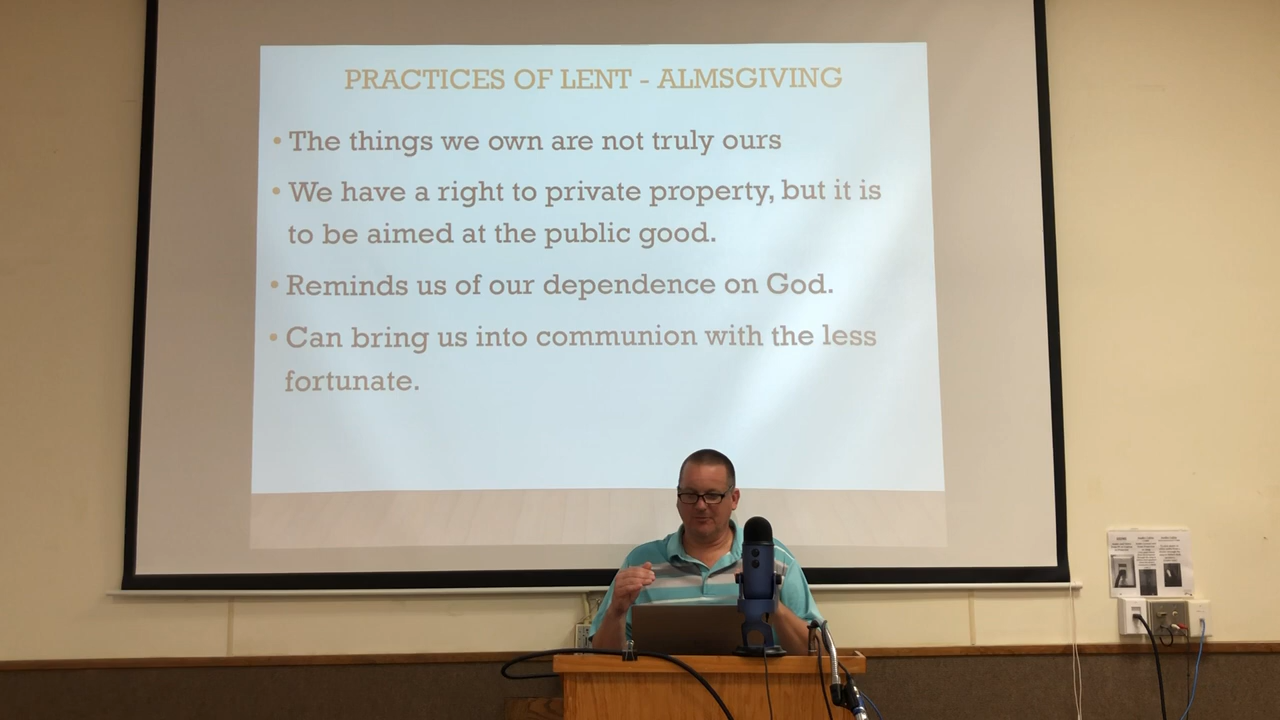 PRACTICES OF LENT - ALMSGIVING
• The things we own are not truly ours
• We have a right to private property, but it is
to be aimed at the public good.
• Reminds us of our dependence on God.
• Can bring us into communion with the less
fortunate.